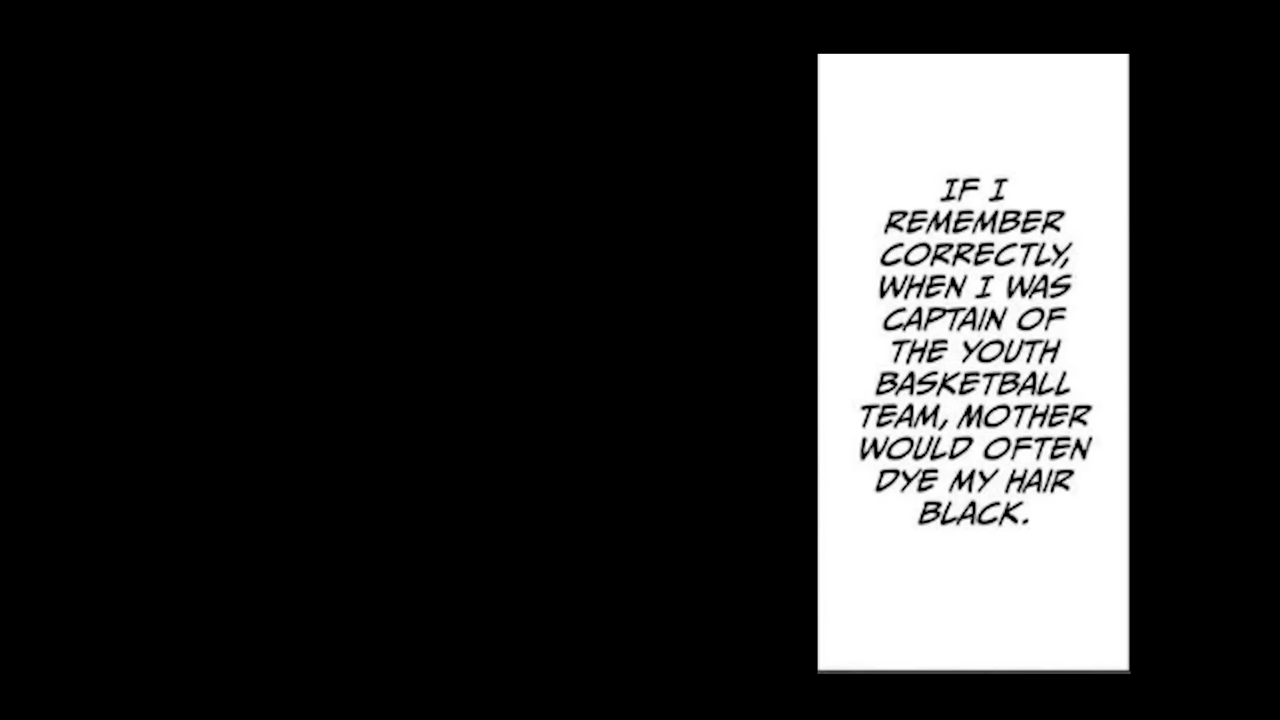 IF I
REMEMBER
CORRECTLY,
WHEN I WAS
CAPTAIN OF
THE YOUTH
BASKETBALL
TEAM, MOTHER
WOULD OFTEN
DYE MY HAIR
BLACK.